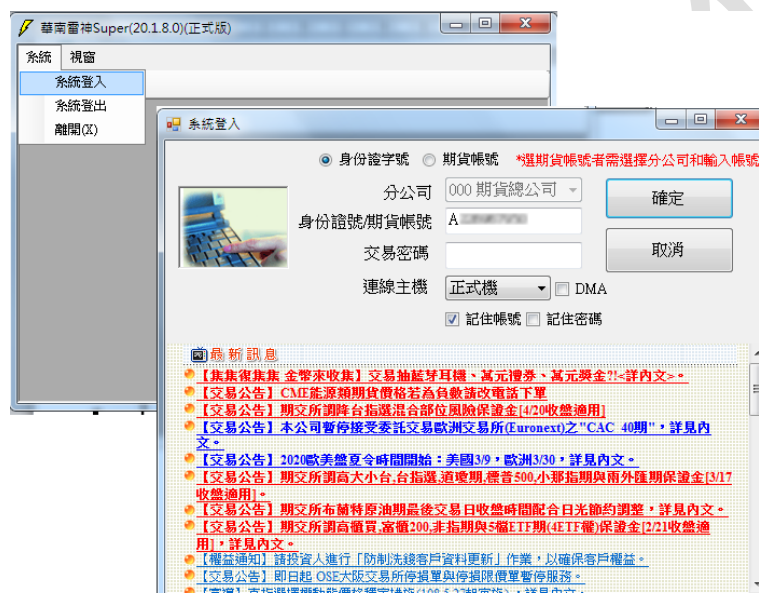 華南雷神Super(20.1.8.0)(正式版)
系統 視窗
系統登入
系統登出
離開(X)
系統登入
身份證字號 期貨帳號 *選期貨帳號者需選擇分公司和輸入帳號
分公司 000 期貨總公司
確定
身份證號/期貨帳號 A
交易密碼
取消
連線主機 正式機 DMA
記住帳號 記住密碼
最新訊息
【集集復集集 金幣來收集】交易抽藍芽耳機、萬元禮券、萬元獎金?!<詳內文>。
【交易公告】CME能源類期貨價格若為負數請改電話下單
【交易公告】期交所調降台指選混合部位風險保證金[4/20收盤適用]
【交易公告】本公司暫停接受委託交易歐洲交易所(Euronext)之"CAC 40期"，詳見內
文。
【交易公告】2020歐美盤夏令時間開始：美國3/9，歐洲3/30，詳見內文。
【交易公告】期交所調高大小台,台指選,道瓊期,標普500,小那指期與兩外匯期保證金[3/17
收盤適用]。
【交易公告】期交所布蘭特原油期最後交易日收盤時間配合日光節約調整，詳見內文。
【交易公告】期交所調高櫃買,富櫃200,非指期與5檔ETF期(4ETF權)保證金[2/21收盤適
用]，詳見內文。
【權益通知】請投資人進行「防制洗錢客戶資料更新」作業，以確保客戶權益。
【交易公告】即日起 OSE大阪交易所停損單與停損限價單暫停服務。